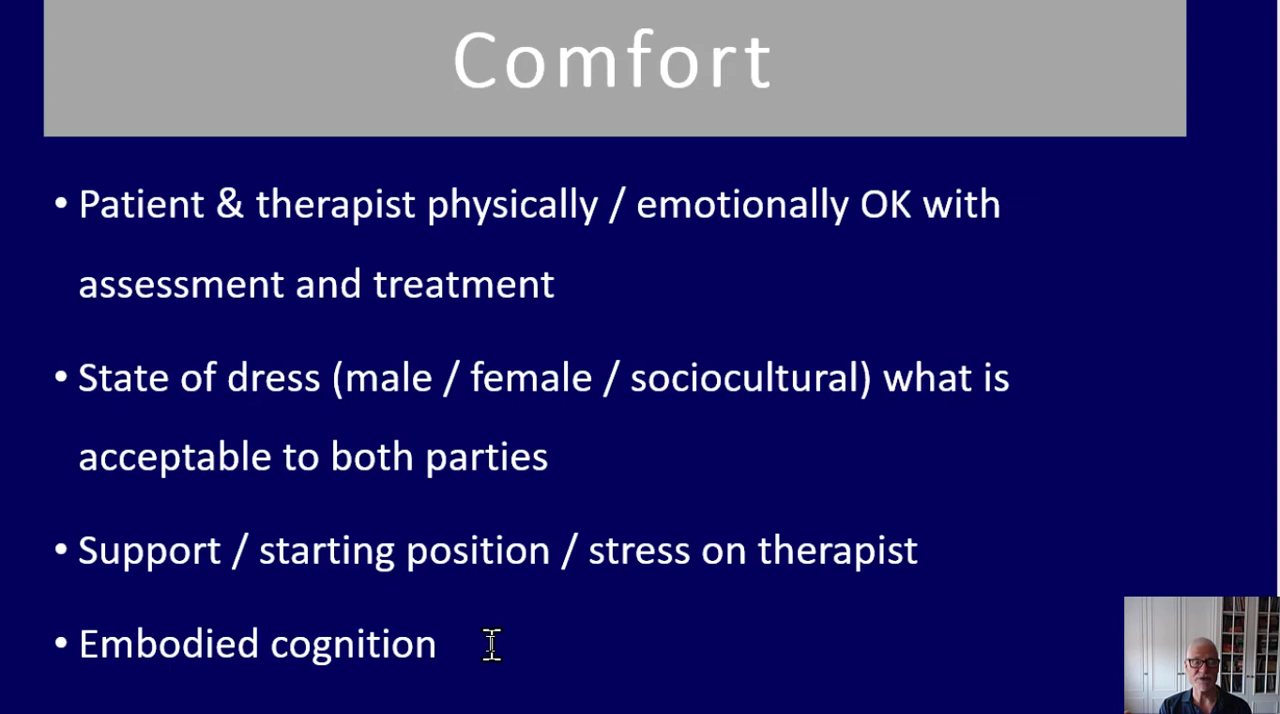 Comfort
• Patient & therapist physically / emotionally OK with
assessment and treatment
• State of dress (male / female / sociocultural) what is
acceptable to both parties
• Support / starting position / stress on therapist
• Embodied cognition